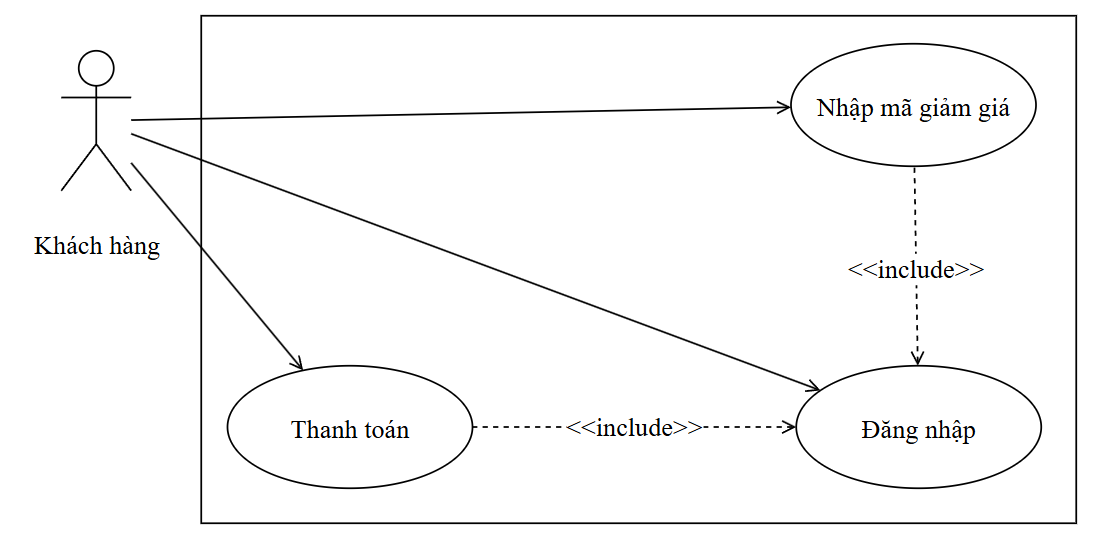 Nhập mã giảm giá
Khách hàng
<<include>>
Thanh toán
<<include>>
Đăng nhập